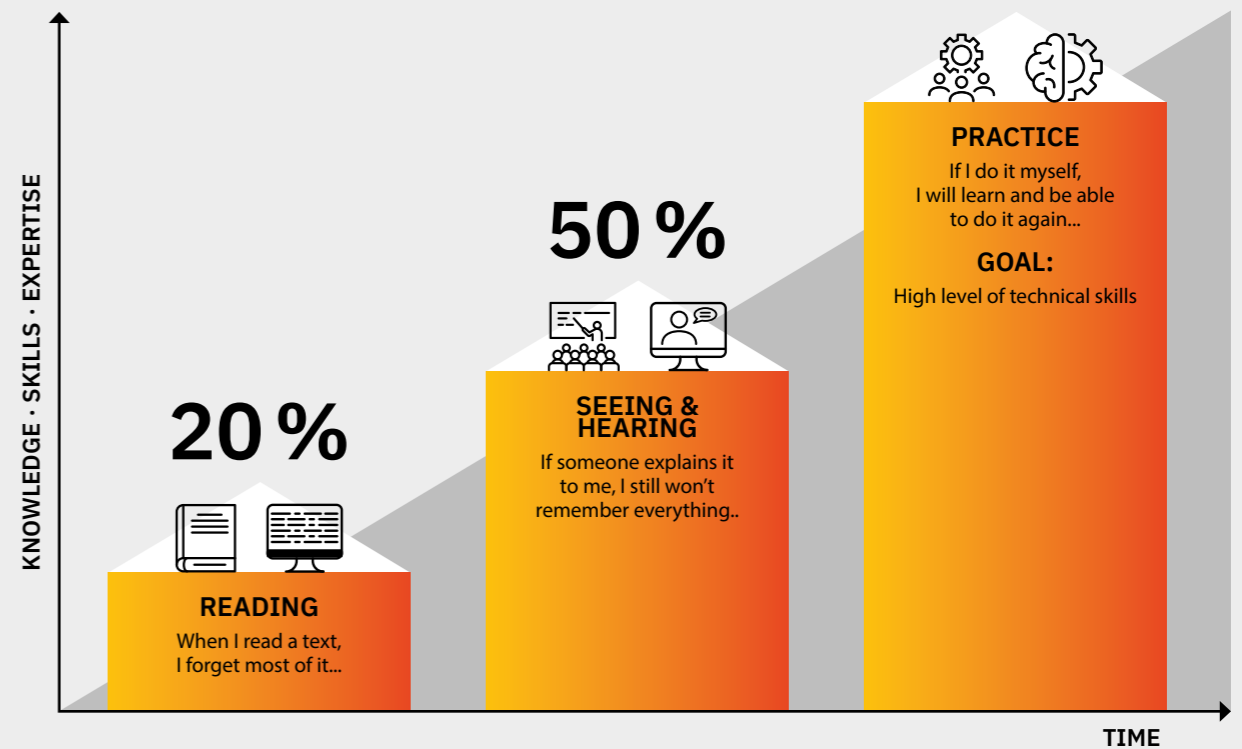 KNOWLEDGE · SKILLS · EXPERTISE
20 %
READING
When I read a text,
I forget most of it...
50 %
SEEING &
HEARING
If someone explains it
to me, I still won’t
remember everything..
PRACTICE
If I do it myself,
I will learn and be able
to do it again...
GOAL:
High level of technical skills
TIME